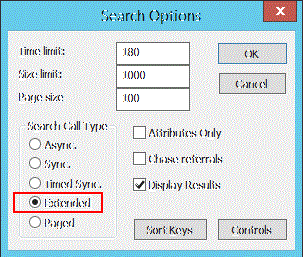 Search Options
Time limit: 180
OK
Size limit: 1000
Cancel
Page size 100
Search Call Type
Async.
Sync.
Timed Sync.
Extended
Paged
Attributes Only
Chase referrals
Display Results
Sort Keys
Controls